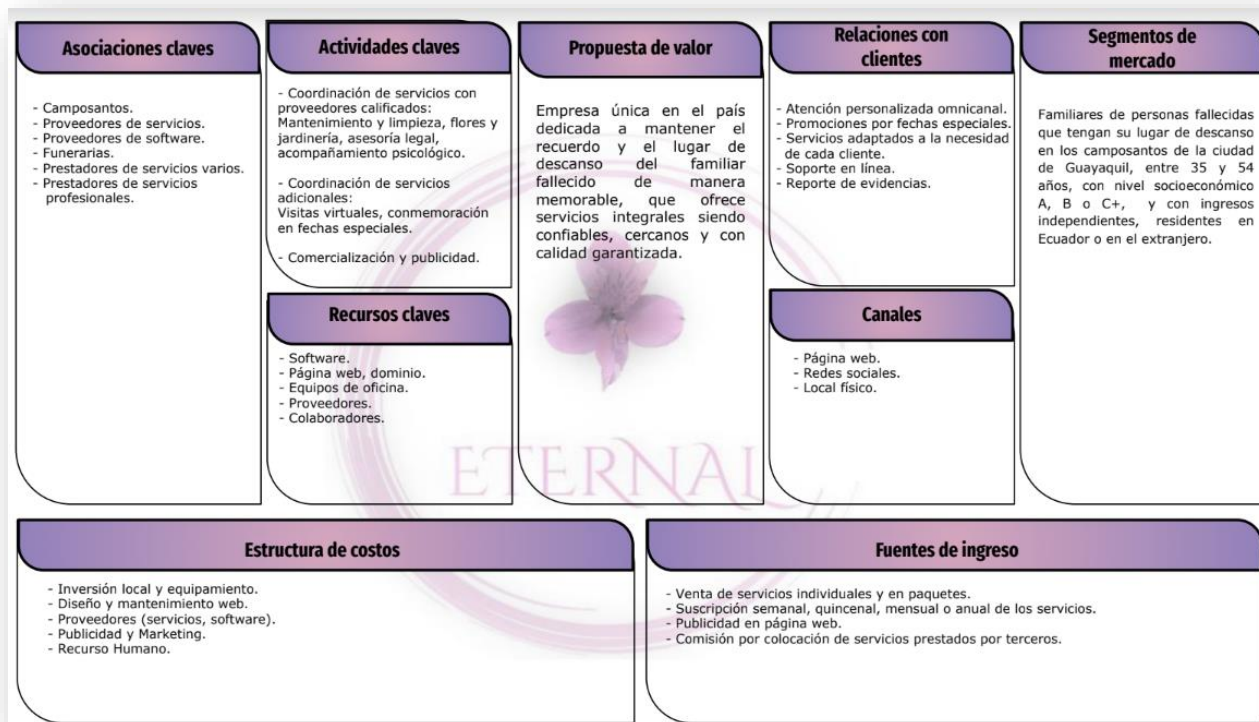 Asociaciones claves
- Camposantos.
- Proveedores de servicios.
- Proveedores de software.
- Funerarias.
- Prestadores de servicios varios.
- Prestadores de servicios
profesionales.
Actividades claves
- Coordinación de servicios con
proveedores calificados:
Mantenimiento y limpieza, flores y
jardinería, asesoría legal,
acompañamiento psicológico.
- Coordinación de servicios
adicionales:
Visitas virtuales, conmemoración
en fechas especiales.
- Comercialización y publicidad.
Recursos claves
- Software.
- Página web, dominio.
- Equipos de oficina.
- Proveedores.
- Colaboradores.
Propuesta de valor
Empresa única en el país
dedicada a mantener el
recuerdo y el lugar de
descanso del familiar
fallecido de manera
memorable, que ofrece
servicios integrales siendo
confiables, cercanos y con
calidad garantizada.
Relaciones con
clientes
- Atención personalizada omnicanal.
- Promociones por fechas especiales.
- Servicios adaptados a la necesidad
de cada cliente.
- Soporte en línea.
- Reporte de evidencias.
Canales
- Página web.
- Redes sociales.
- Local físico.
Segmentos de
mercado
Familiares de personas fallecidas
que tengan su lugar de descanso
en los camposantos de la ciudad
de Guayaquil, entre 35 y 54
años, con nivel socioeconómico
A, B o C+, y con ingresos
independientes, residentes en
Ecuador o en el extranjero.
ETERNAL
Estructura de costos
- Inversión local y equipamiento.
- Diseño y mantenimiento web.
- Proveedores (servicios, software).
- Publicidad y Marketing.
- Recurso Humano.
Fuentes de ingreso
- Venta de servicios individuales y en paquetes.
- Suscripción semanal, quincenal, mensual o anual de los servicios.
- Publicidad en página web.
- Comisión por colocación de servicios prestados por terceros.